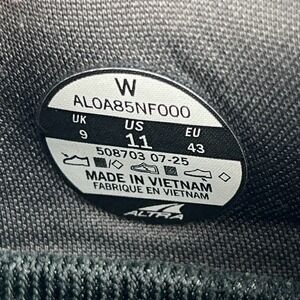 W
AL0A85NF000
UK US EU
9 11 43
508703 07-25
MADE IN VIETNAM
FABRIQUE EN VIETNAM
ALTRA